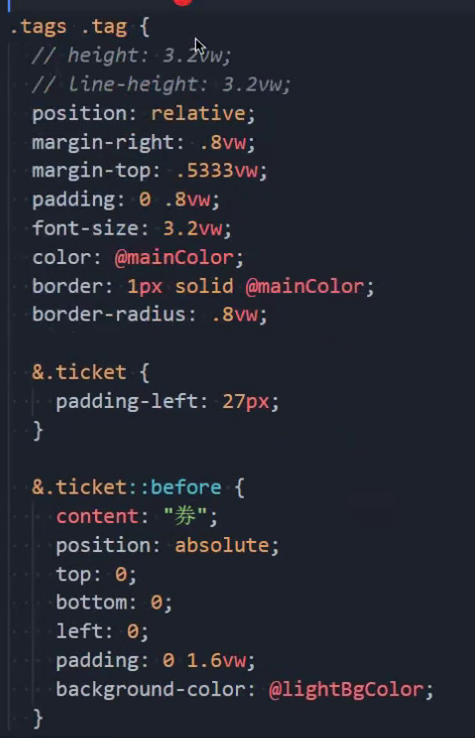 .tags .tag {
// height: 3.2vw;
// line-height: 3.2vw;
position: relative;
margin-right: .8vw;
margin-top: .5333vw;
padding: 0 .8vw;
font-size: 3.2vw;
color: @mainColor;
border: 1px solid @mainColor;
border-radius: .8vw;
&.ticket {
padding-left: 27px;
}
&.ticket::before {
content: "券";
position: absolute;
top: 0;
bottom: 0;
left: 0;
padding: 0 1.6vw;
background-color: @lightBgColor;
}